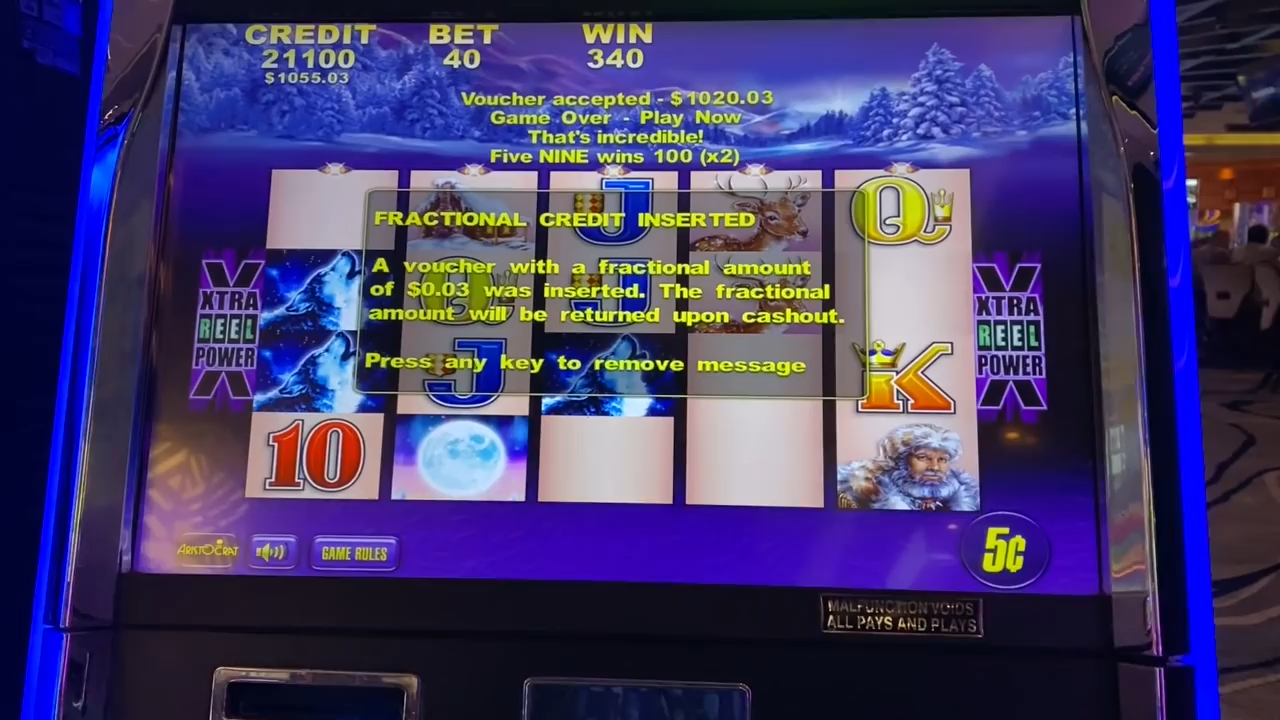 CREDIT BET WIN
21100 40 340
$1055.03
Voucher accepted - $1020.03
Game Over - Play Now
That's incredible!
Five NINE wins 100 (x2)
Q
J
FRACTIONAL CREDIT INSERTED
A voucher with a fractional amount
of $0.03 was inserted. The fractional
amount will be returned upon cashout.
Press any key to remove message
X
XTRA
REEL
POWER
X
XTRA
REEL
POWER
Q
J
J
K
10
ARISTOCRAT
GAME RULES
5¢
MALFUNCTION VOIDS
ALL PAYS AND PLAYS